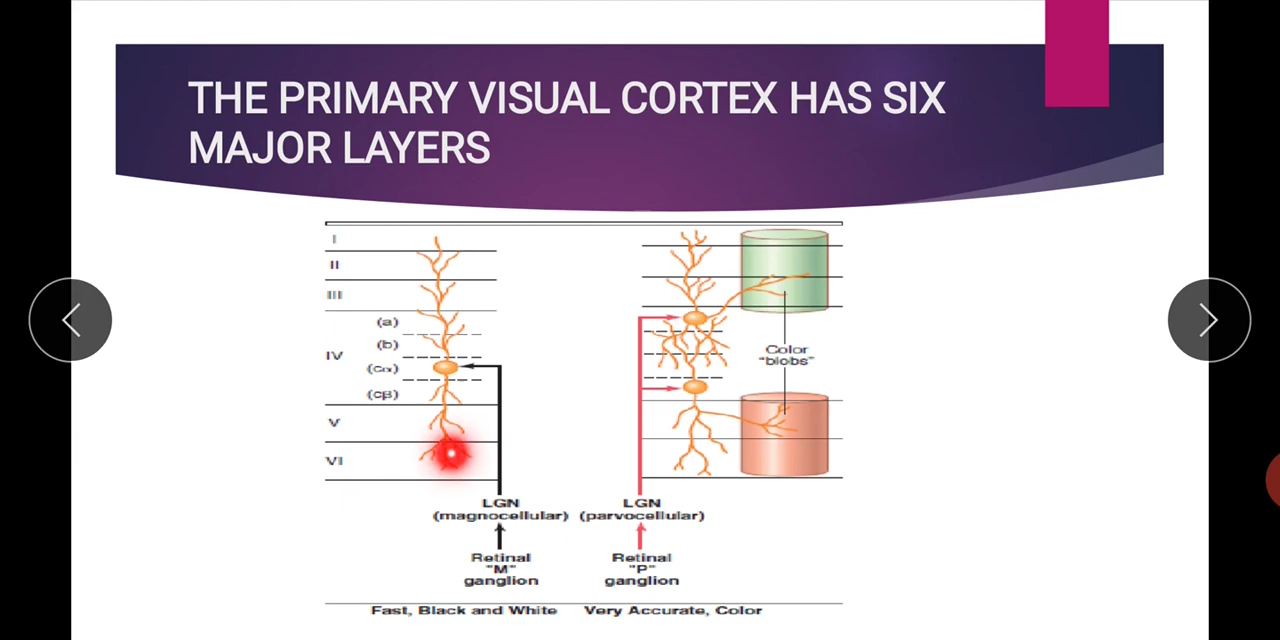 THE PRIMARY VISUAL CORTEX HAS SIX
MAJOR LAYERS
I
II
III
(a)
(b)
IV
(cα)
(cβ)
V
VI
Color
"blobs"
LGN
(magnocellular)
LGN
(parvocellular)
Retinal
"M"
ganglion
Retinal
"P"
ganglion
Fast, Black and White
Very Accurate, Color